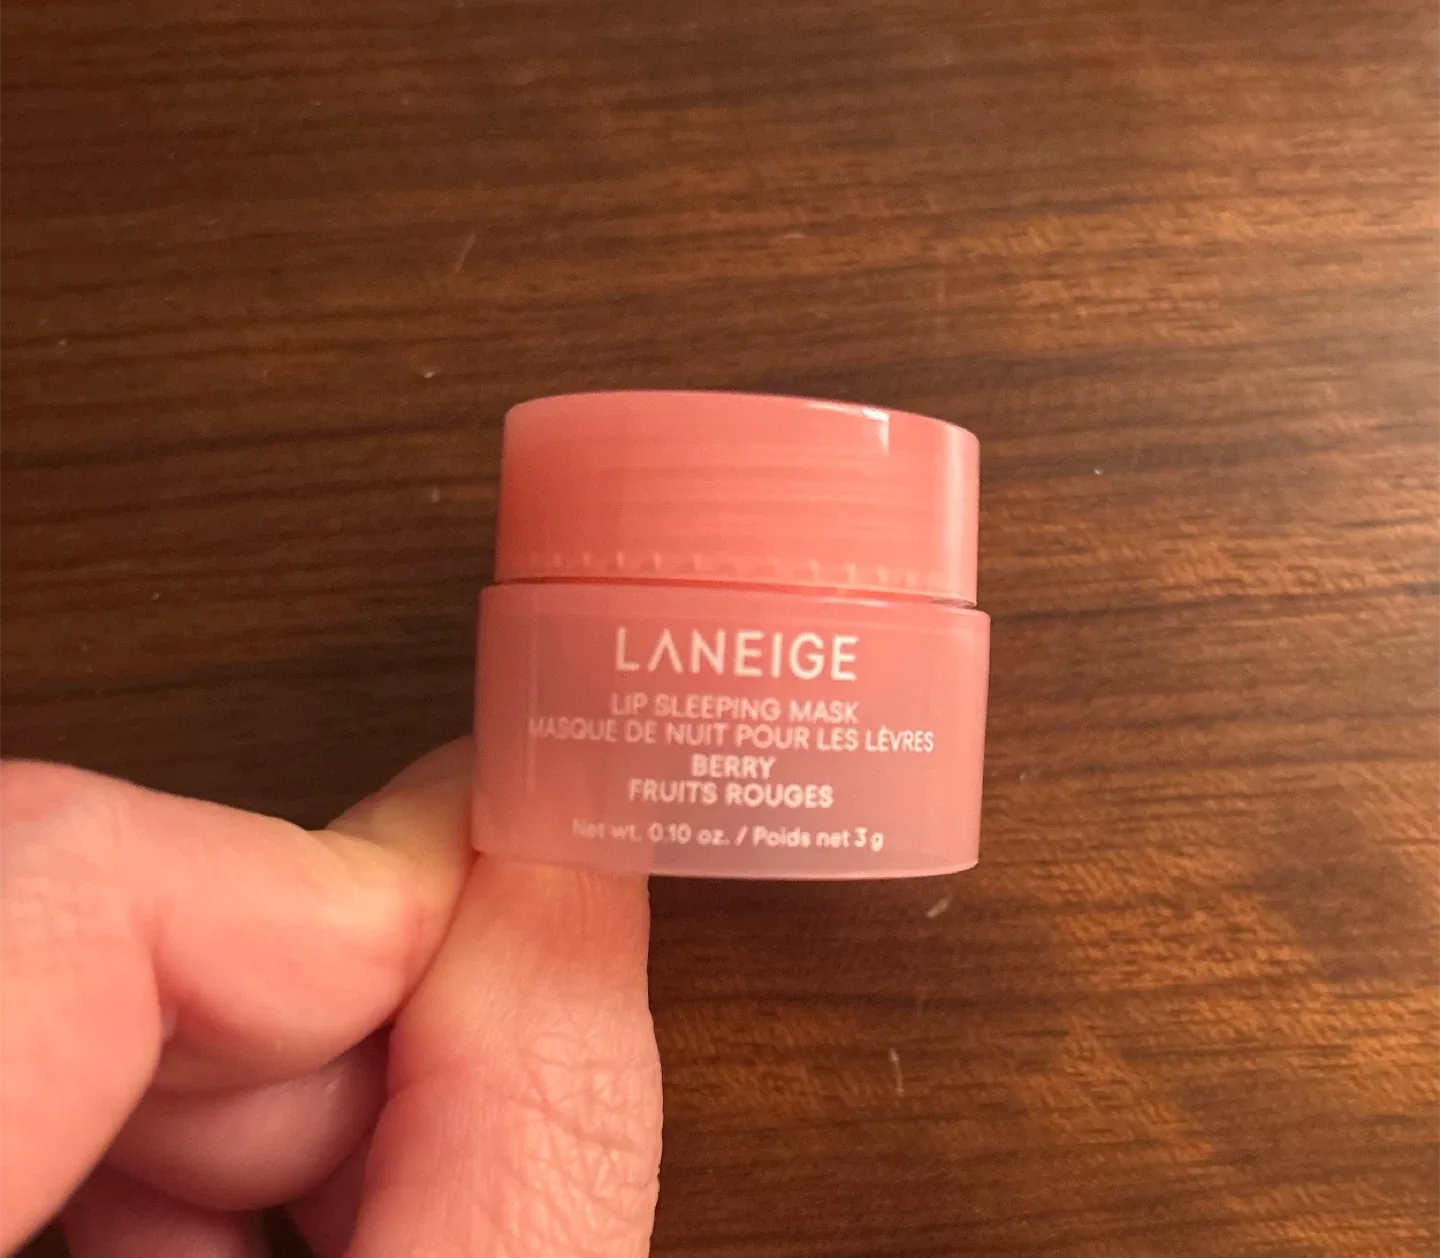 LANEIGE
LIP SLEEPING MASK
MASQUE DE NUIT POUR LES LÈVRES
BERRY
FRUITS ROUGES
Net wt. 0.10 oz. / Poids net 3 g